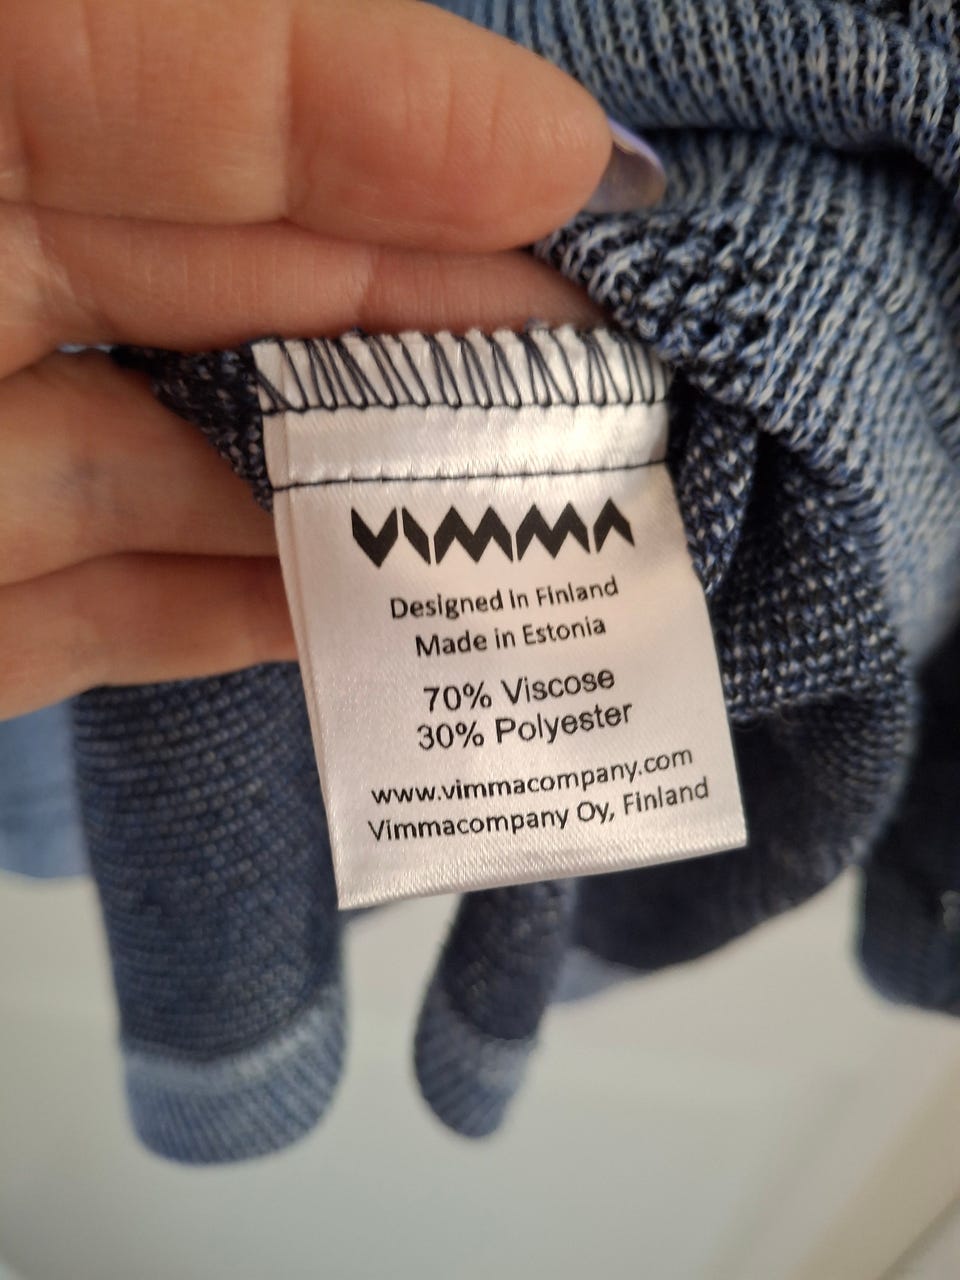 VIMMA
Designed in Finland
Made in Estonia
70% Viscose
30% Polyester
www.vimmacompany.com
Vimmacompany Oy, Finland